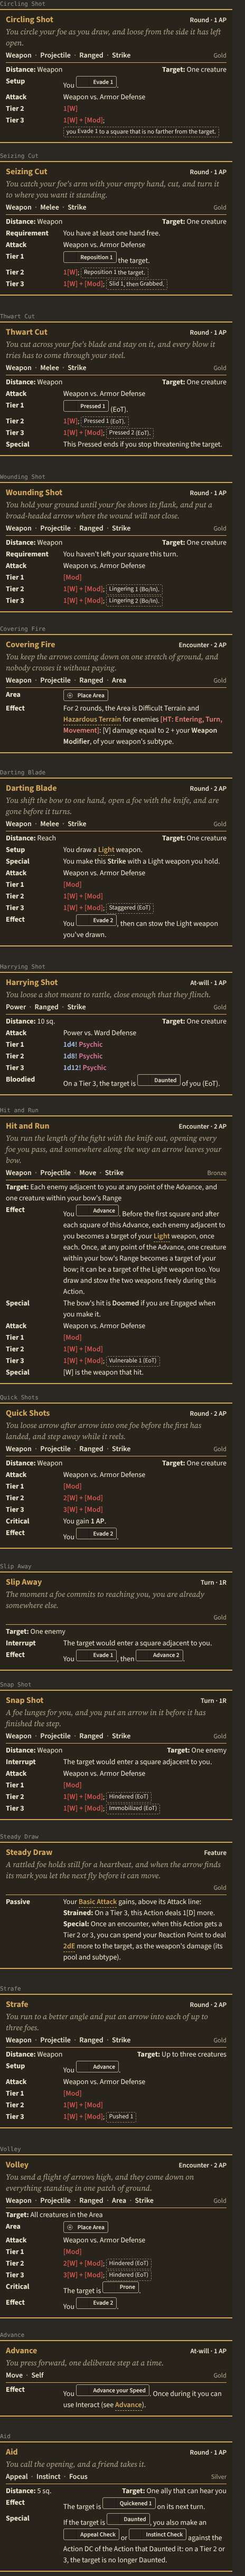 Circling Shot
Circling Shot Round · 1 AP
You circle your foe as you draw, and loose from the side it has left
open.
Weapon · Projectile · Ranged · Strike Gold
Distance: Weapon Target: One creature
Setup You Evade 1.
Attack Weapon vs. Armor Defense
Tier 2 1[W]
Tier 3 1[W] + [Mod];
you Evade 1 to a square that is no farther from the target.
Seizing Cut
Seizing Cut Round · 1 AP
You catch your foe's arm with your empty hand, cut, and turn it
to where you want it standing.
Weapon · Melee · Strike Gold
Distance: Weapon Target: One creature
Requirement You have at least one hand free.
Attack Weapon vs. Armor Defense
Tier 1 Reposition 1 the target.
Tier 2 1[W]; Reposition 1 the target.
Tier 3 1[W] + [Mod]; Slid 1, then Grabbed.
Thwart Cut
Thwart Cut Round · 1 AP
You cut across your foe's blade and stay on it, and every blow it
tries has to come through your steel.
Weapon · Melee · Strike Gold
Distance: Weapon Target: One creature
Attack Weapon vs. Armor Defense
Tier 1 Pressed 1 (EoT).
Tier 2 1[W]; Pressed 1 (EoT).
Tier 3 1[W] + [Mod]; Pressed 2 (EoT).
Special This Pressed ends if you stop threatening the target.
Wounding Shot
Wounding Shot Round · 1 AP
You hold your ground until your foe shows its flank, and put a
broad-headed arrow where the wound will not close.
Weapon · Projectile · Ranged · Strike Gold
Distance: Weapon Target: One creature
Requirement You haven't left your square this turn.
Attack Weapon vs. Armor Defense
Tier 1 [Mod]
Tier 2 1[W] + [Mod]; Lingering 1 (Bo/In).
Tier 3 1[W] + [Mod]; Lingering 2 (Bo/In).
Covering Fire
Covering Fire Encounter · 2 AP
You keep the arrows coming down on one stretch of ground, and
nobody crosses it without paying.
Weapon · Projectile · Ranged · Area Gold
Area Place Area
Effect For 2 rounds, the Area is Difficult Terrain and
Hazardous Terrain for enemies [HT: Entering, Turn,
Movement]: [V] damage equal to 2 + your Weapon
Modifier, of your weapon's subtype.
Darting Blade
Darting Blade Round · 2 AP
You shift the bow to one hand, open a foe with the knife, and are
gone before it turns.
Weapon · Melee · Strike Gold
Distance: Reach Target: One creature
Setup You draw a Light weapon.
Special You make this Strike with a Light weapon you hold.
Tier 1 [Mod]
Tier 2 1[W] + [Mod]
Tier 3 1[W] + [Mod]; Staggered (EoT)
Effect You Evade 2, then can stow the Light weapon
you've drawn.
Harrying Shot
Harrying Shot At-will · 1 AP
You loose a shot meant to rattle, close enough that they flinch.
Power · Ranged · Strike Gold
Distance: 10 sq. Target: One creature
Attack Power vs. Ward Defense
Tier 1 1d4! Psychic
Tier 2 1d8! Psychic
Tier 3 1d12! Psychic
Bloodied On a Tier 3, the target is Daunted of you (EoT).
Hit and Run
Hit and Run Encounter · 2 AP
You run the length of the fight with the knife out, opening every
foe you pass, and somewhere along the way an arrow leaves your
bow.
Weapon · Projectile · Move · Strike Bronze
Target: Each enemy adjacent to you at any point of the Advance, and
one creature within your bow's Range
Effect You Advance. Before the first square and after
each square of this Advance, each enemy adjacent to
you becomes a target of your Light weapon, once
each. Once, at any point of the Advance, one creature
within your bow's Range becomes a target of your
bow; it can be a target of the Light weapon too. You
draw and stow the two weapons freely during this
Action.
Special The bow's hit is Doomed if you are Engaged when
you make it.
Tier 1 [Mod]
Tier 2 1[W] + [Mod]
Tier 3 1[W] + [Mod]; Vulnerable 1 (EoT)
Special [W] is the weapon that hit.
Quick Shots
Quick Shots Round · 2 AP
You loose arrow after arrow into one foe before the first has
landed, and step away while it reels.
Weapon · Projectile · Ranged · Strike Gold
Distance: Weapon Target: One creature
Attack Weapon vs. Armor Defense
Tier 1 [Mod]
Tier 2 2[W] + [Mod]
Tier 3 3[W] + [Mod]
Critical You gain 1 AP.
Effect You Evade 2.
Slip Away
Slip Away Turn · 1R
The moment a foe commits to reaching you, you are already
somewhere else.
Gold
Target: One enemy
Interrupt The target would enter a square adjacent to you.
Effect You Evade 1, then Advance 2.
Snap Shot
Snap Shot Turn · 1R
A foe lunges for you, and you put an arrow in it before it has
finished the step.
Weapon · Projectile · Ranged · Strike Gold
Distance: Weapon Target: One enemy
Interrupt The target would enter a square adjacent to you.
Attack Weapon vs. Armor Defense
Tier 1 [Mod]
Tier 2 1[W] + [Mod]; Hindered (EoT)
Tier 3 1[W] + [Mod]; Immobilized (EoT)
Steady Draw
Steady Draw Feature
A rattled foe holds still for a heartbeat, and when the arrow finds
its mark you let the next fly before it can move.
Gold
Passive Your Basic Attack gains, above its Attack line:
Strained: On a Tier 3, this Action deals 1[D] more.
Special: Once an encounter, when this Action gets a
Tier 2 or 3, you can spend your Reaction Point to deal
2dE more to the target, as the weapon's damage (its
pool and subtype).
Strafe
Strafe Round · 2 AP
You run to a better angle and put an arrow into each of up to
three foes.
Weapon · Projectile · Ranged · Strike Gold
Distance: Weapon Target: Up to three creatures
Setup You Advance.
Attack Weapon vs. Armor Defense
Tier 1 [Mod]
Tier 2 1[W] + [Mod]
Tier 3 1[W] + [Mod]; Pushed 1
Volley
Volley Encounter · 2 AP
You send a flight of arrows high, and they come down on
everything standing in one patch of ground.
Weapon · Projectile · Ranged · Area · Strike Gold
Target: All creatures in the Area
Area Place Area
Attack Weapon vs. Armor Defense
Tier 1 [Mod]
Tier 2 2[W] + [Mod]; Hindered (EoT)
Tier 3 3[W] + [Mod]; Hindered (EoT)
Critical The target is Prone.
Effect You Evade 2.
Advance
Advance At-will · 1 AP
You press forward, one deliberate step at a time.
Move · Self Gold
Effect You Advance your Speed. Once during it you can
use Interact (see Advance).
Aid
Aid Round · 1 AP
You call the opening, and a friend takes it.
Appeal · Instinct · Focus Silver
Distance: 5 sq. Target: One ally that can hear you
Effect The target is Quickened 1 on its next turn.
Special If the target is Daunted, you also make an
Appeal Check or Instinct Check against the
Action DC of the Action that Daunted it: on a Tier 2 or
3, the target is no longer Daunted.